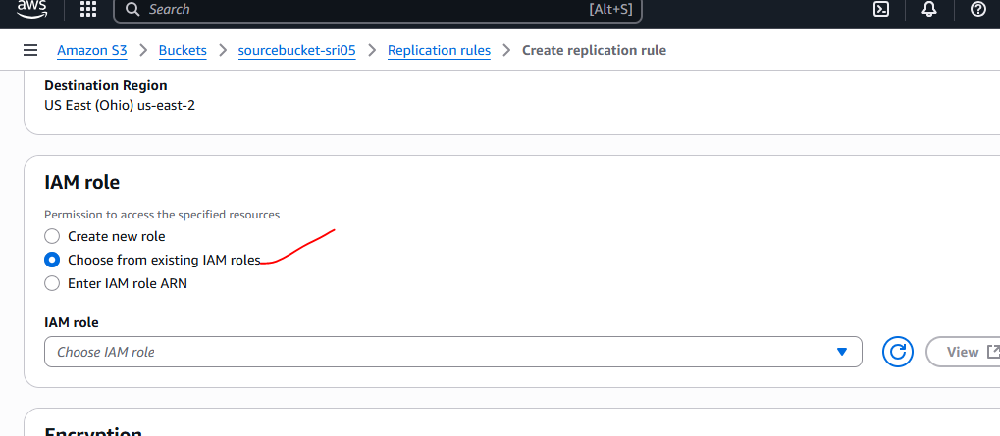 aws Search [Alt+S]
Amazon S3 > Buckets > sourcebucket-sri05 > Replication rules > Create replication rule
Destination Region
US East (Ohio) us-east-2
IAM role
Permission to access the specified resources
Create new role
Choose from existing IAM roles
Enter IAM role ARN
IAM role
Choose IAM role
View
Encryption